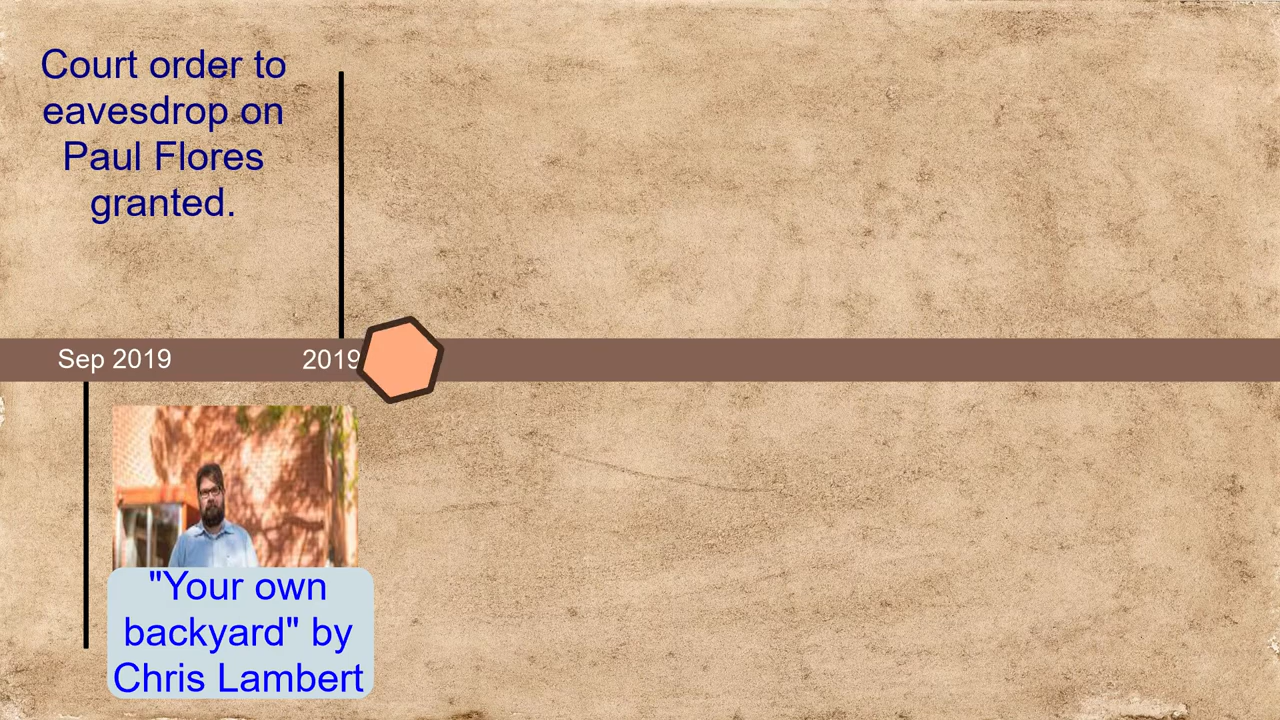 Court order to
eavesdrop on
Paul Flores
granted.
Sep 2019
2019
"Your own
backyard" by
Chris Lambert